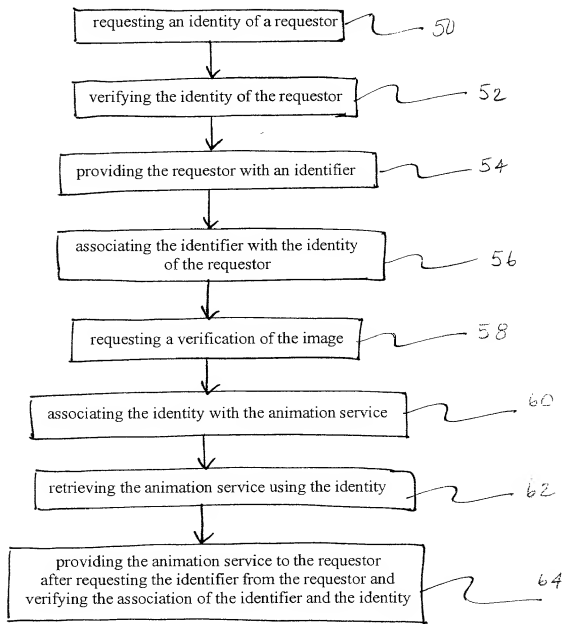 requesting an identity of a requestor
50
verifying the identity of the requestor
52
providing the requestor with an identifier
54
associating the identifier with the identity
of the requestor
56
requesting a verification of the image
58
associating the identity with the animation service
60
retrieving the animation service using the identity
62
providing the animation service to the requestor
after requesting the identifier from the requestor and
verifying the association of the identifier and the identity
64